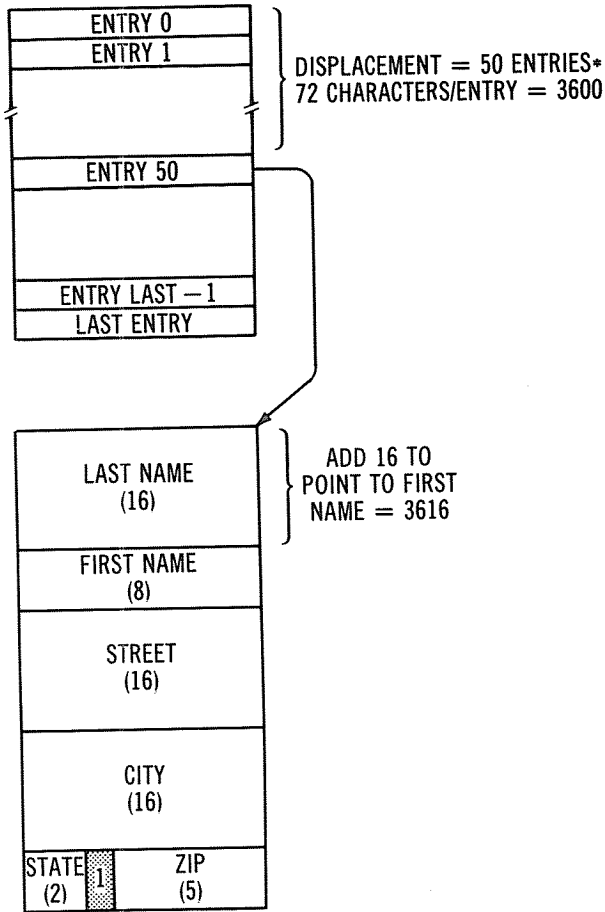 ENTRY 0
ENTRY 1
DISPLACEMENT = 50 ENTRIES*
72 CHARACTERS/ENTRY = 3600
ENTRY 50
ENTRY LAST – 1
LAST ENTRY
LAST NAME
(16)
ADD 16 TO
POINT TO FIRST
NAME = 3616
FIRST NAME
(8)
STREET
(16)
CITY
(16)
STATE
(2)
1
ZIP
(5)